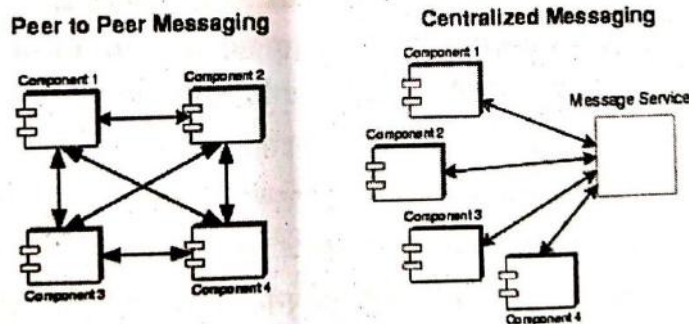 Peer to Peer Messaging
Component 1
Component 2
Component 3
Component 4
Centralized Messaging
Component 1
Message Service
Component 2
Component 3
Component 4